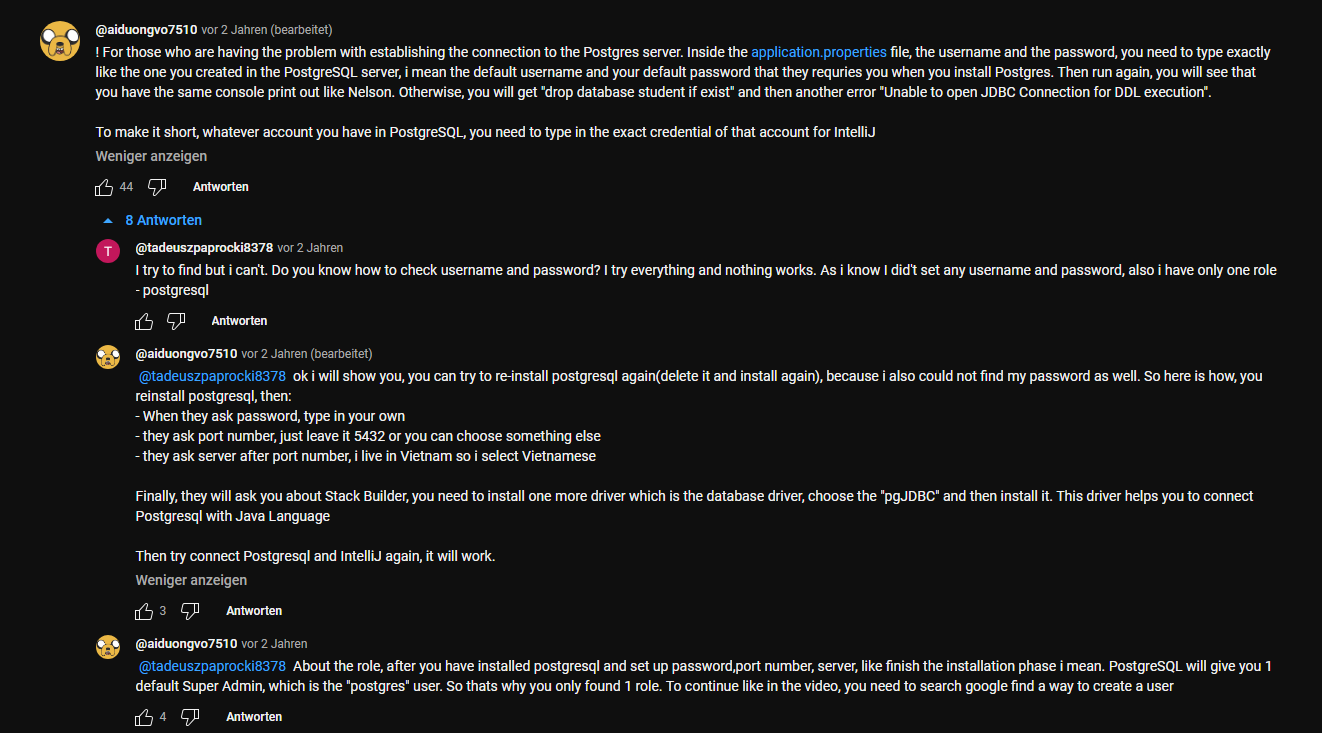 @aiduongvo7510 vor 2 Jahren (bearbeitet)
! For those who are having the problem with establishing the connection to the Postgres server. Inside the application.properties file, the username and the password, you need to type exactly
like the one you created in the PostgreSQL server, i mean the default username and your default password that they requries you when you install Postgres. Then run again, you will see that
you have the same console print out like Nelson. Otherwise, you will get "drop database student if exist" and then another error "Unable to open JDBC Connection for DDL execution".
To make it short, whatever account you have in PostgreSQL, you need to type in the exact credential of that account for IntelliJ
Weniger anzeigen
44 Antworten
8 Antworten
T
@tadeuszpaprocki8378 vor 2 Jahren
I try to find but i can't. Do you know how to check username and password? I try everything and nothing works. As i know I did't set any username and password, also i have only one role
- postgresql
Antworten
@aiduongvo7510 vor 2 Jahren (bearbeitet)
@tadeuszpaprocki8378 ok i will show you, you can try to re-install postgresql again(delete it and install again), because i also could not find my password as well. So here is how, you
reinstall postgresql, then:
- When they ask password, type in your own
- they ask port number, just leave it 5432 or you can choose something else
- they ask server after port number, i live in Vietnam so i select Vietnamese
Finally, they will ask you about Stack Builder, you need to install one more driver which is the database driver, choose the "pgJDBC" and then install it. This driver helps you to connect
Postgresql with Java Language
Then try connect Postgresql and IntelliJ again, it will work.
Weniger anzeigen
3 Antworten
@aiduongvo7510 vor 2 Jahren
@tadeuszpaprocki8378 About the role, after you have installed postgresql and set up password,port number, server, like finish the installation phase i mean. PostgreSQL will give you 1
default Super Admin, which is the "postgres" user. So thats why you only found 1 role. To continue like in the video, you need to search google find a way to create a user
4 Antworten